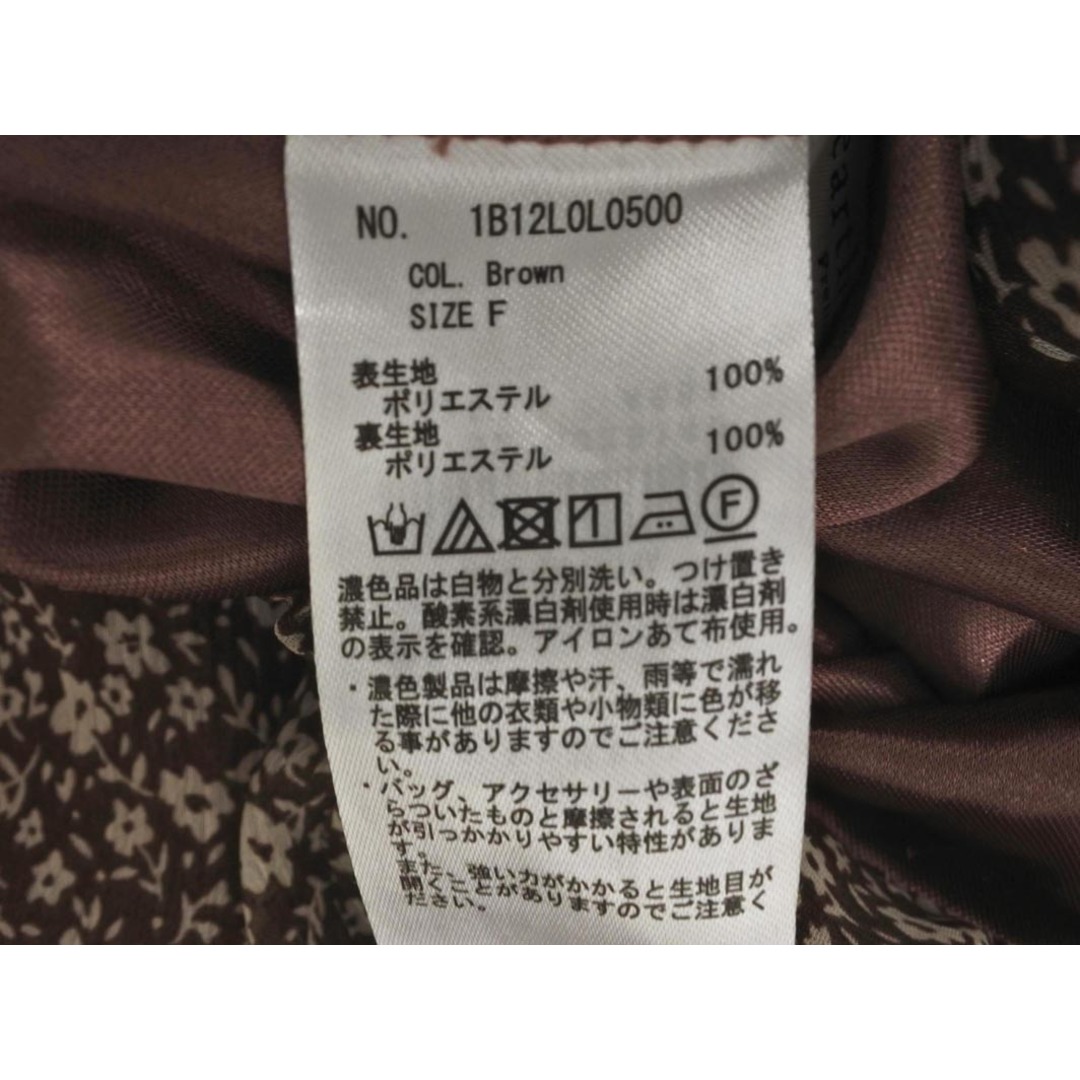 NO. 1B12L0L0500
COL. Brown
SIZE F
表生地
ポリエステル 100%
裏生地
ポリエステル 100%
F
濃色品は白物と分別洗い。つけ置き
禁止。酸素系漂白剤使用時は漂白剤
の表示を確認。アイロンあて布使用。
・濃色製品は摩擦や汗、雨等で濡れ
た際に他の衣類や小物類に色が移
る事がありますのでご注意くださ
い。
・バッグ、アクセサリーや表面のざ
らついたものと摩擦されると生地
が引っかかりやすい特性がありま
す。
また、強い力がかかると生地目が
開くことがありますのでご注意く
ださい。